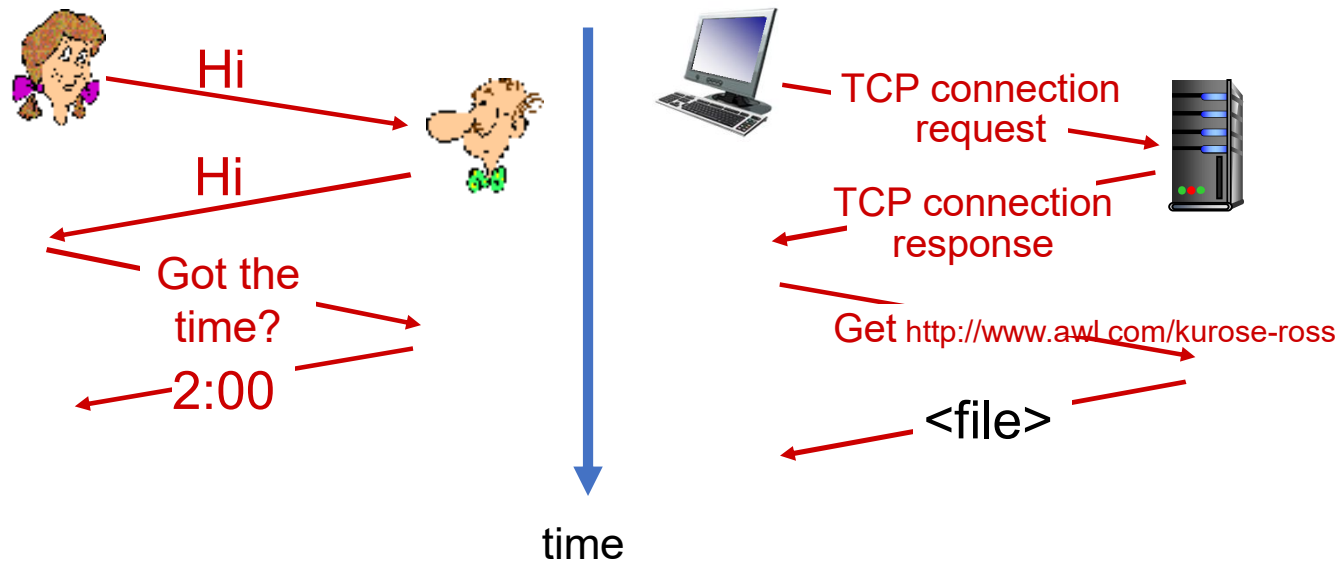 Hi
Hi
Got the
time?
2:00
TCP connection
request
TCP connection
response
Get http://www.awl.com/kurose-ross
<file>
time